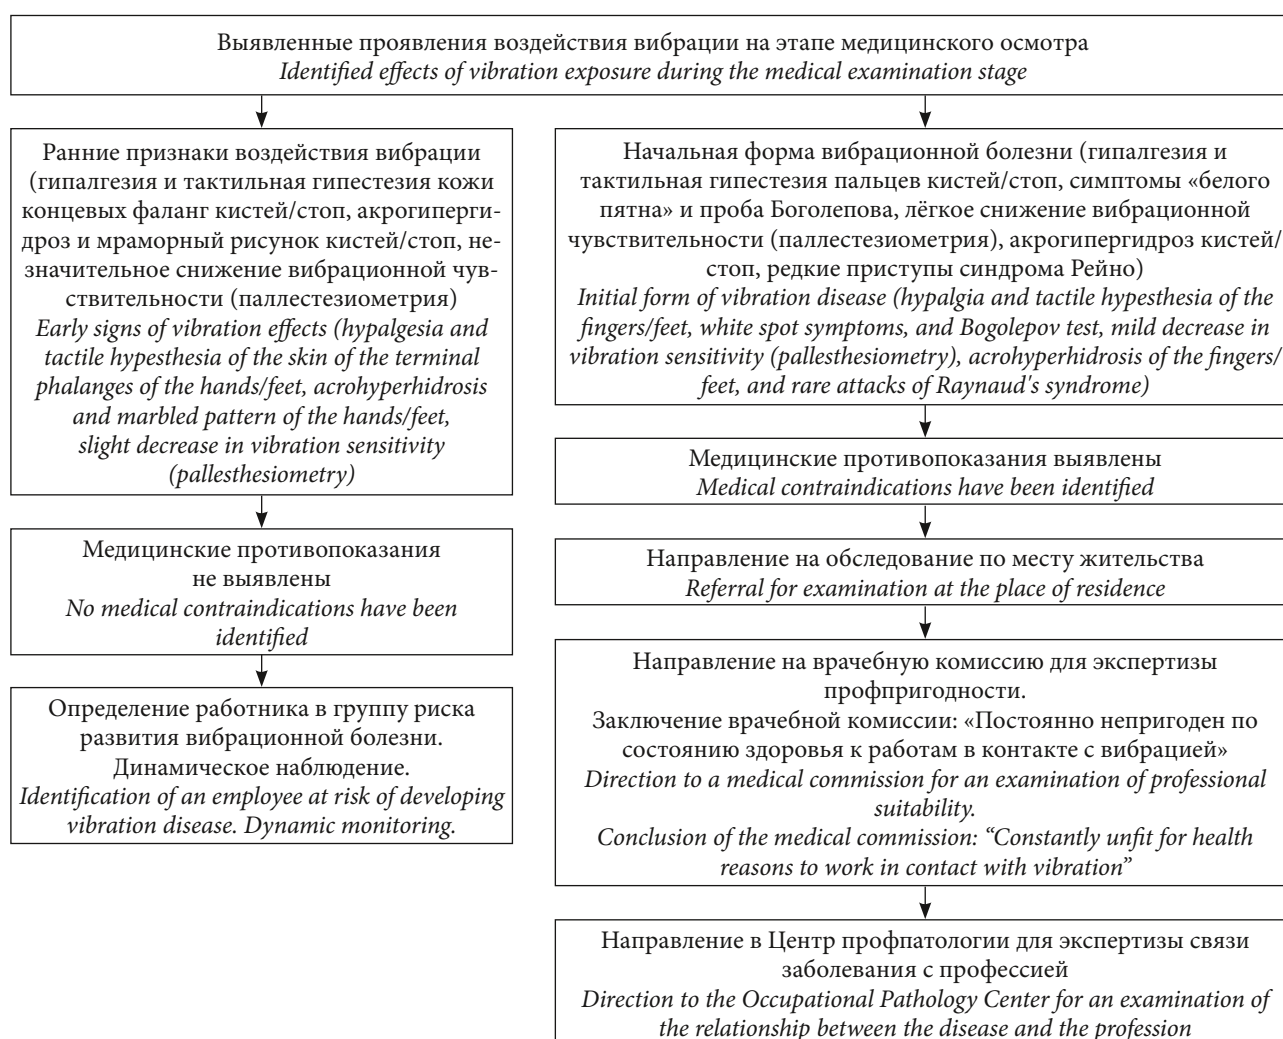 Выявленные проявления воздействия вибрации на этапе медицинского осмотра
Identified effects of vibration exposure during the medical examination stage
Ранние признаки воздействия вибрации
(гипалгезия и тактильная гипестезия кожи
концевых фаланг кистей/стоп, акрогиперги-
дроз и мраморный рисунок кистей/стоп, не-
значительное снижение вибрационной чув-
ствительности (паллестезиометрия)
Early signs of vibration effects (hypalgesia and
tactile hypesthesia of the skin of the terminal
phalanges of the hands/feet, acrohyperhidrosis
and marbled pattern of the hands/feet,
slight decrease in vibration sensitivity
(pallesthesiometry)
Медицинские противопоказания
не выявлены
No medical contraindications have been
identified
Определение работника в группу риска
развития вибрационной болезни.
Динамическое наблюдение.
Identification of an employee at risk of developing
vibration disease. Dynamic monitoring.
Начальная форма вибрационной болезни (гипалгезия и
тактильная гипестезия пальцев кистей/стоп, симптомы «белого
пятна» и проба Боголепова, лёгкое снижение вибрационной
чувствительности (паллестезиометрия), акрогипергидроз кистей/
стоп, редкие приступы синдрома Рейно)
Initial form of vibration disease (hypalgia and tactile hypesthesia of the
fingers/feet, white spot symptoms, and Bogolepov test, mild decrease in
vibration sensitivity (pallesthesiometry), acrohyperhidrosis of the fingers/
feet, and rare attacks of Raynaud's syndrome)
Медицинские противопоказания выявлены
Medical contraindications have been identified
Направление на обследование по месту жительства
Referral for examination at the place of residence
Направление на врачебную комиссию для экспертизы
профпригодности.
Заключение врачебной комиссии: «Постоянно непригоден по
состоянию здоровья к работам в контакте с вибрацией»
Direction to a medical commission for an examination of professional
suitability.
Conclusion of the medical commission: “Constantly unfit for health
reasons to work in contact with vibration”
Направление в Центр профпатологии для экспертизы связи
заболевания с профессией
Direction to the Occupational Pathology Center for an examination of
the relationship between the disease and the profession